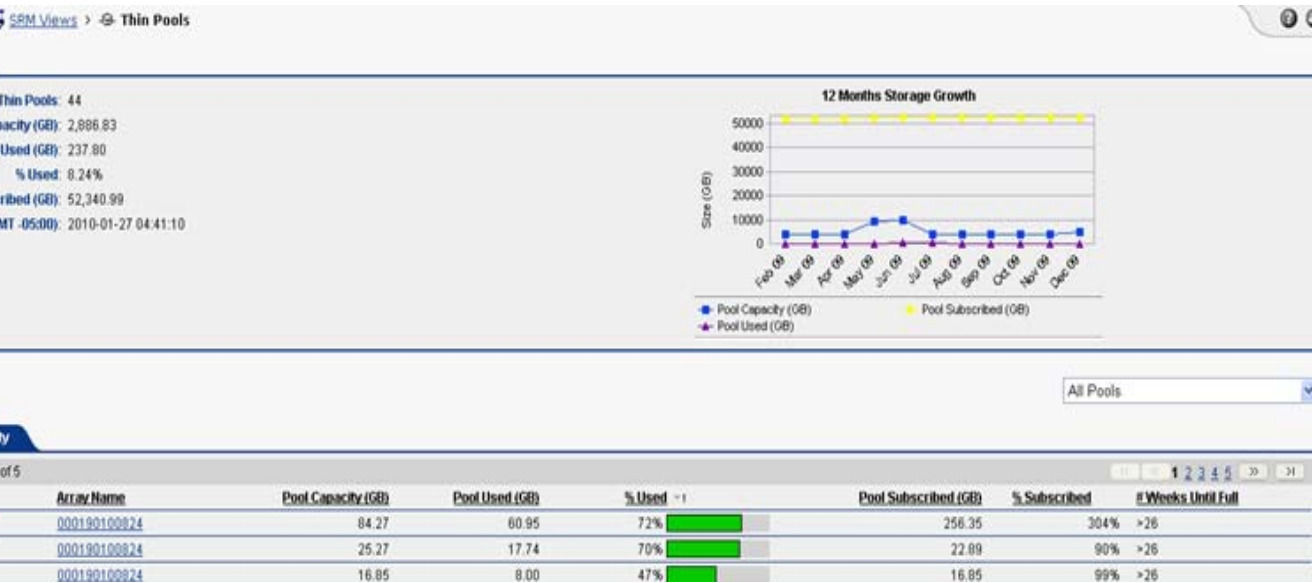 SRM Views > Thin Pools
Thin Pools: 44
pacity (GB): 2,886.83
Used (GB): 237.80
% Used: 8.24%
ribed (GB): 52,340.99
MT -05:00): 2010-01-27 04:41:10
12 Months Storage Growth
Size (GB)
50000
40000
30000
20000
10000
0
Feb 09 Mar 09 Apr 09 May 09 Jun 09 Jul 09 Aug 09 Sep 09 Oct 09 Nov 09 Dec 09
Pool Capacity (GB) Pool Subscribed (GB)
Pool Used (GB)
All Pools
ty
of 5 1 2 3 4 5
Array Name Pool Capacity (GB) Pool Used (GB) % Used Pool Subscribed (GB) % Subscribed # Weeks Until Full
000190100824 84.27 60.95 72% 256.35 304% >26
000190100824 25.27 17.74 70% 22.89 90% >26
000190100824 16.85 8.00 47% 16.85 99% >26